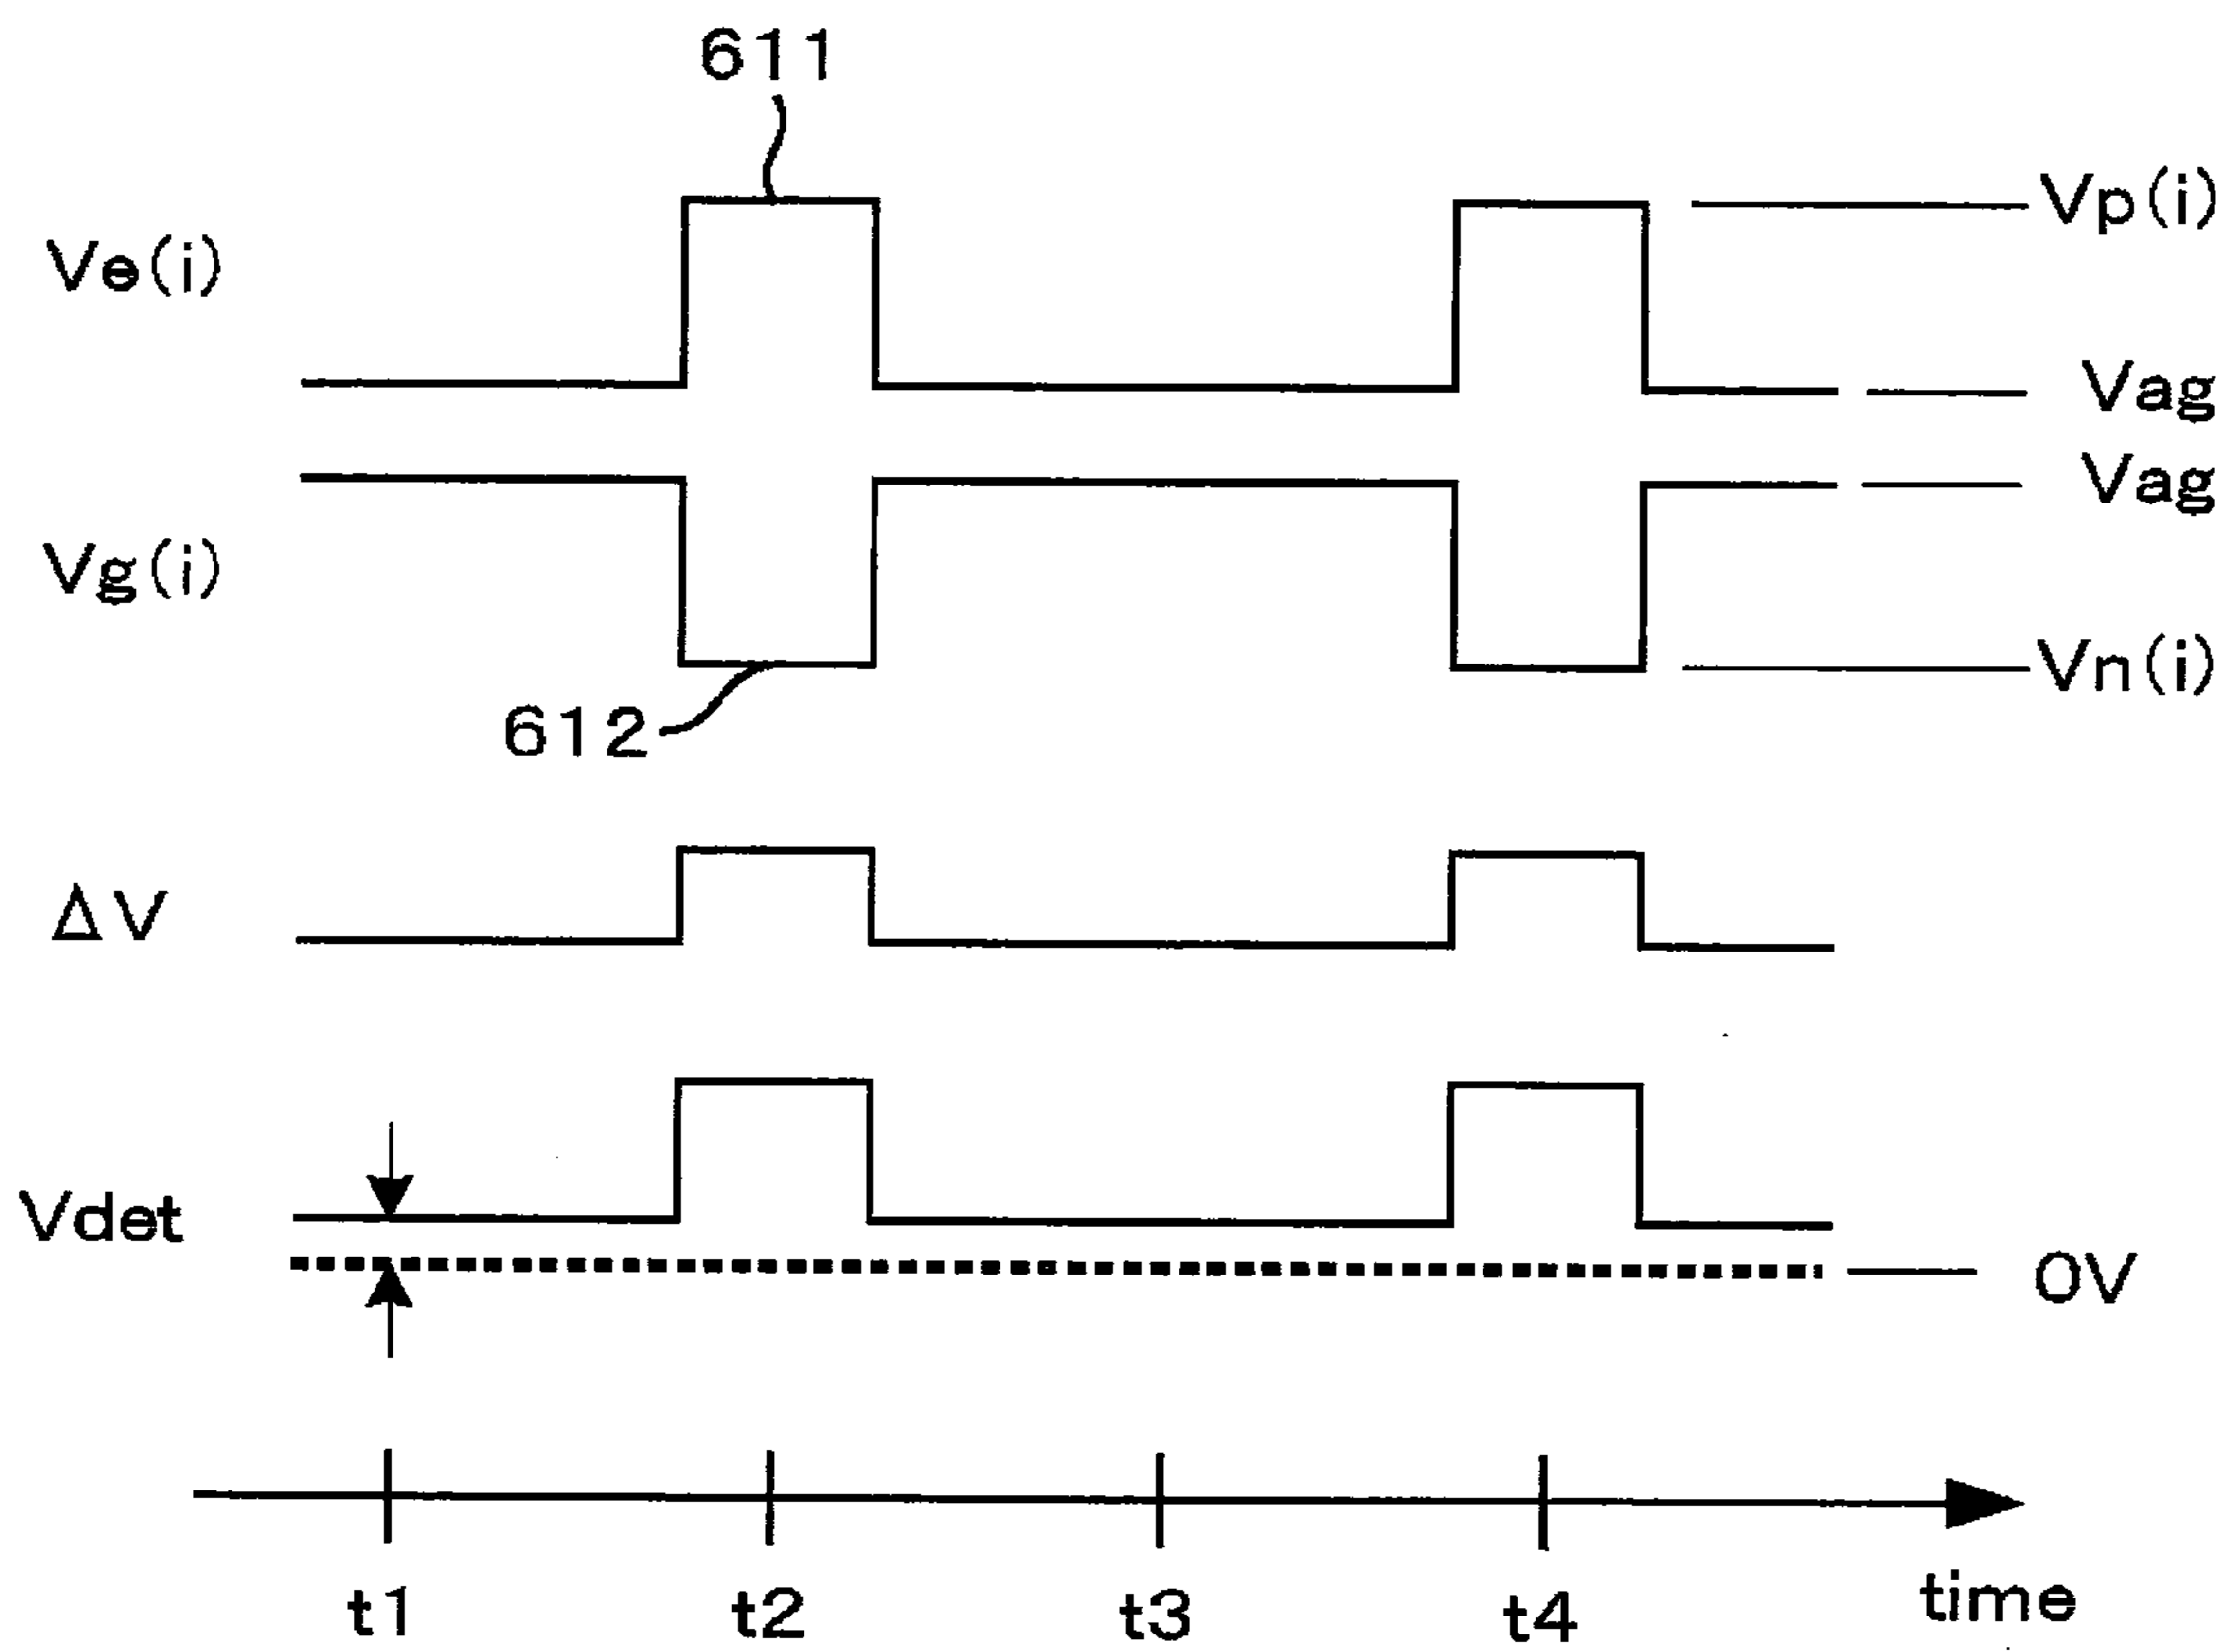 611
Vp(i)
Ve(i)
Vag
Vag
Vg(i)
Vn(i)
612
ΔV
Vdet
0V
t1 t2 t3 t4 time